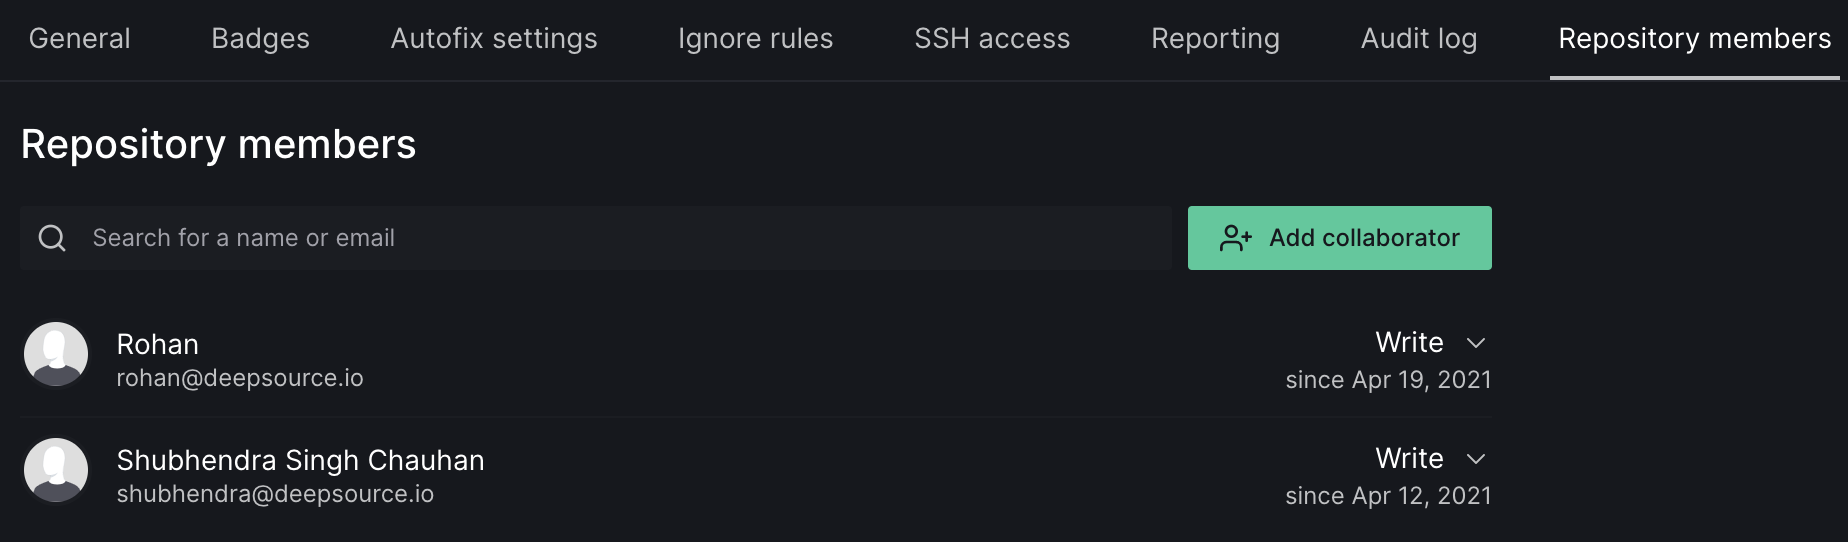 General Badges Autofix settings Ignore rules SSH access Reporting Audit log Repository members
Repository members
Search for a name or email Add collaborator
Rohan Write
rohan@deepsource.io since Apr 19, 2021
Shubhendra Singh Chauhan Write
shubhendra@deepsource.io since Apr 12, 2021